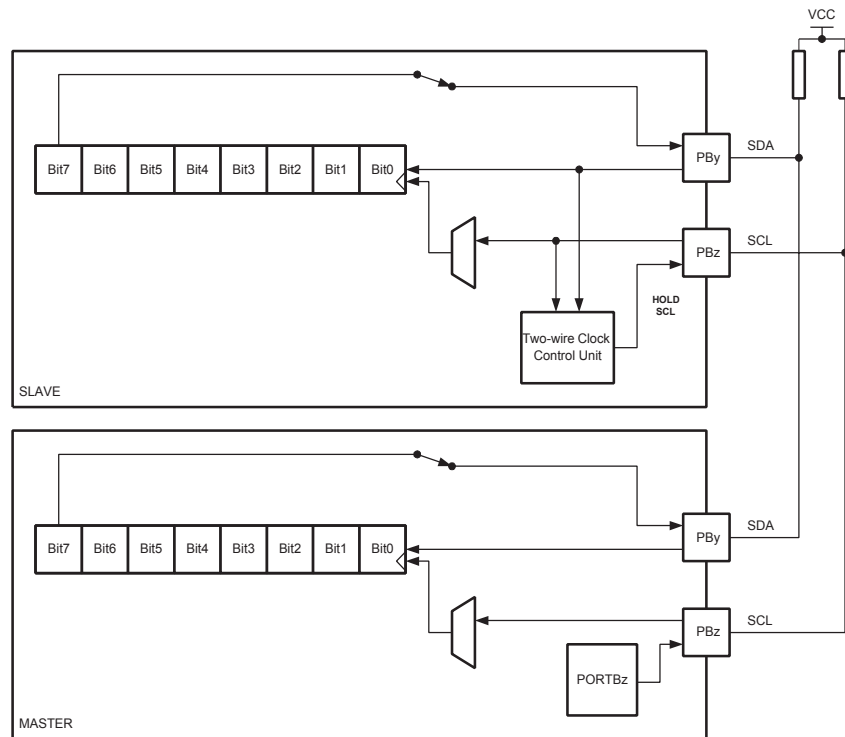 VCC
Bit7 Bit6 Bit5 Bit4 Bit3 Bit2 Bit1 Bit0
PBy
SDA
PBz
SCL
HOLD
SCL
Two-wire Clock
Control Unit
SLAVE
Bit7 Bit6 Bit5 Bit4 Bit3 Bit2 Bit1 Bit0
PBy
SDA
PBz
SCL
PORTBz
MASTER